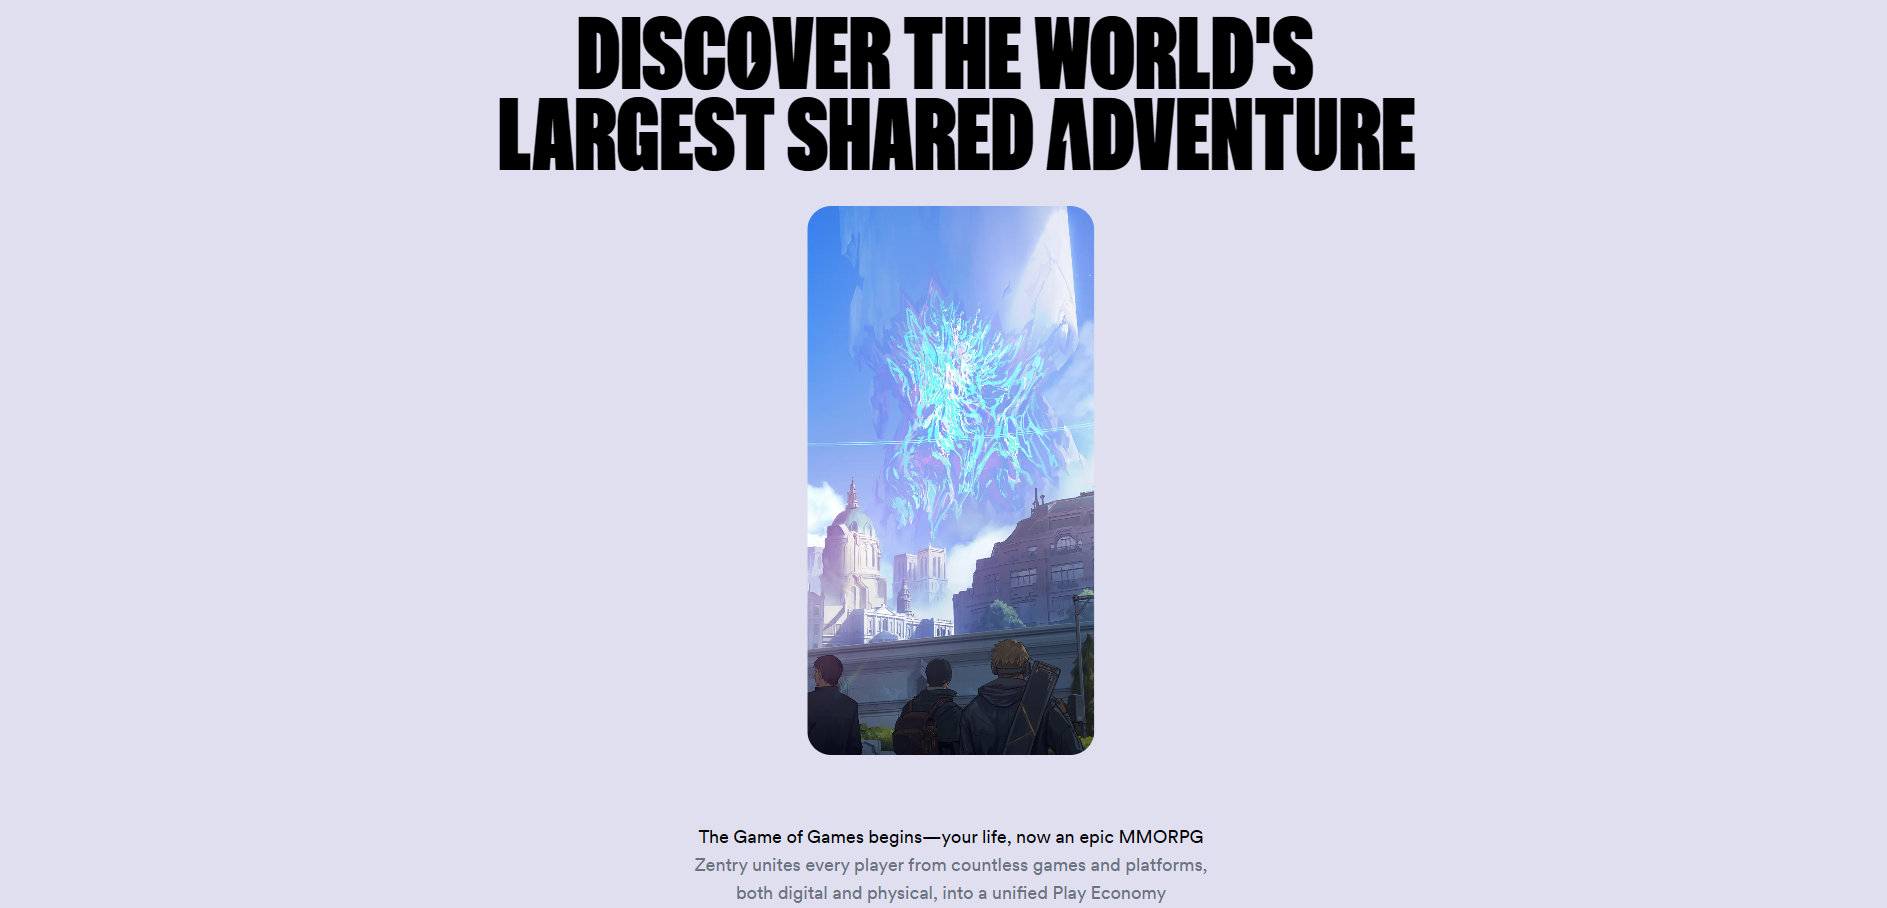 DISCOVER THE WORLD'S
LARGEST SHARED ADVENTURE
The Game of Games begins—your life, now an epic MMORPG
Zentry unites every player from countless games and platforms,
both digital and physical, into a unified Play Economy